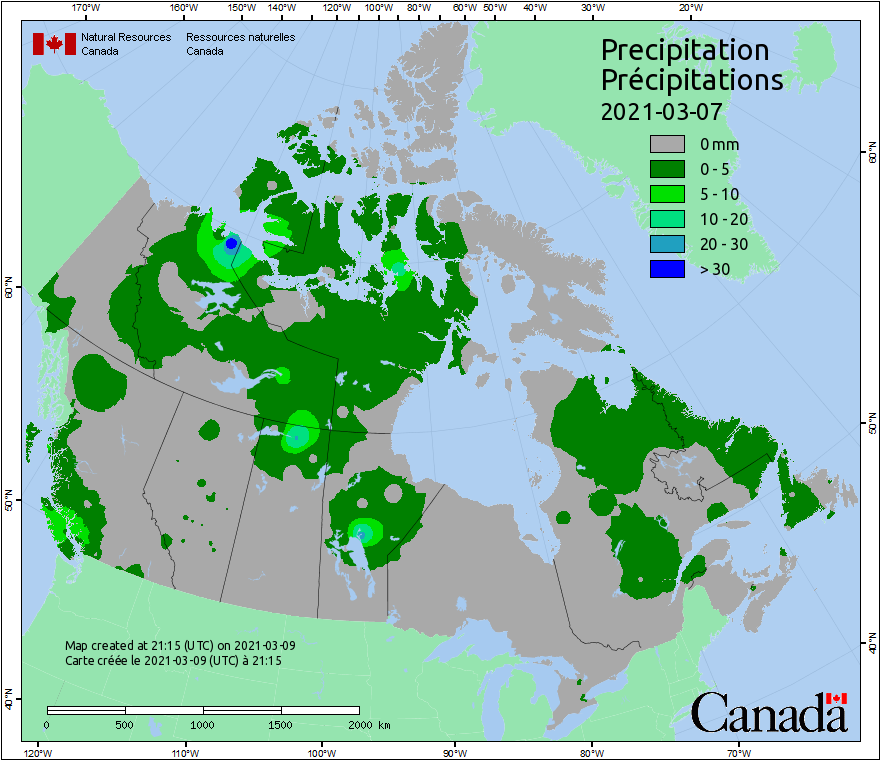 170°W 160°W 150°W 140°W 120°W 110°W 100°W 90°W 80°W 60°W 50°W 40°W 30°W 20°W
Natural Resources Canada
Ressources naturelles Canada
Precipitation
Précipitations
2021-03-07
0 mm
0 - 5
5 - 10
10 - 20
20 - 30
> 30
60°N
50°N
40°N
60°N
50°N
40°N
Map created at 21:15 (UTC) on 2021-03-09
Carte créée le 2021-03-09 (UTC) à 21:15
0 500 1000 1500 2000 km
Canada
120°W 110°W 100°W 90°W 80°W 70°W